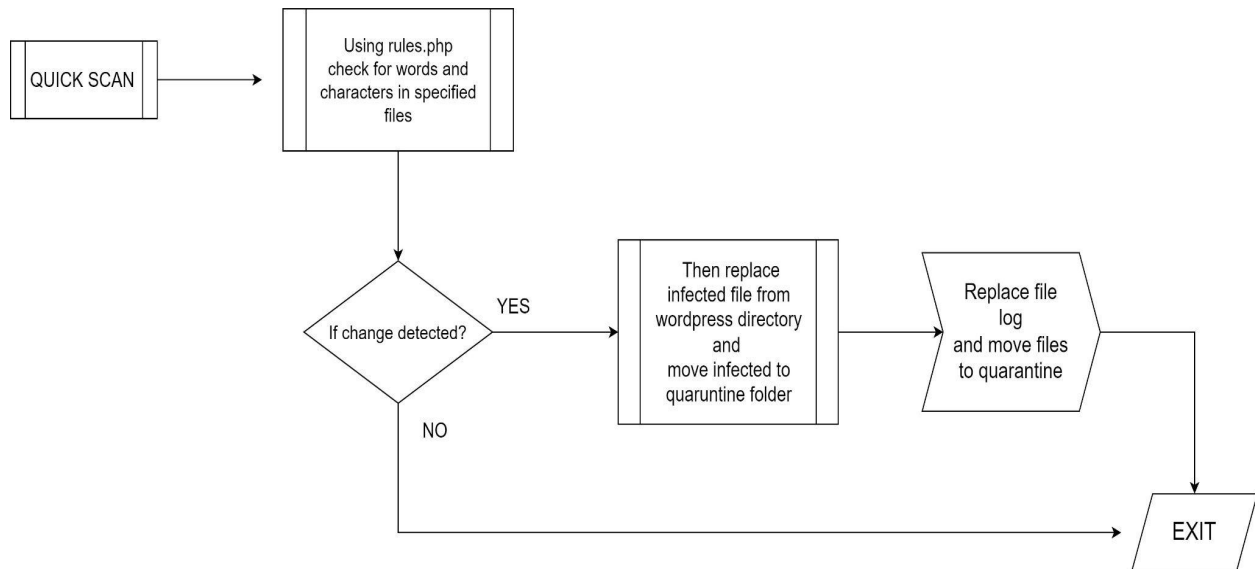 QUICK SCAN
Using rules.php
check for words and
characters in specified
files
If change detected?
YES
NO
Then replace
infected file from
wordpress directory
and
move infected to
quaruntine folder
Replace file
log
and move files
to quarantine
EXIT